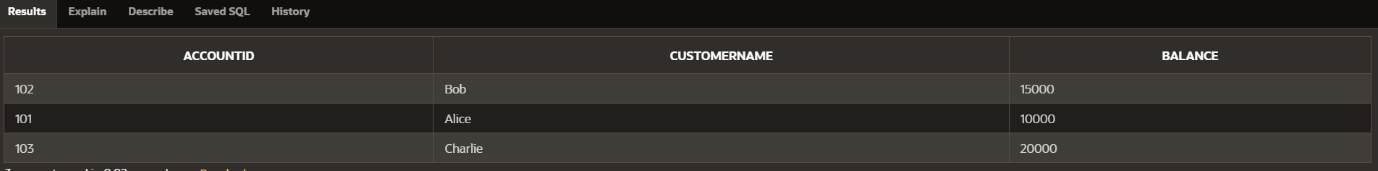 Results Explain Describe Saved SQL History
ACCOUNTID CUSTOMERNAME BALANCE
102 Bob 15000
101 Alice 10000
103 Charlie 20000